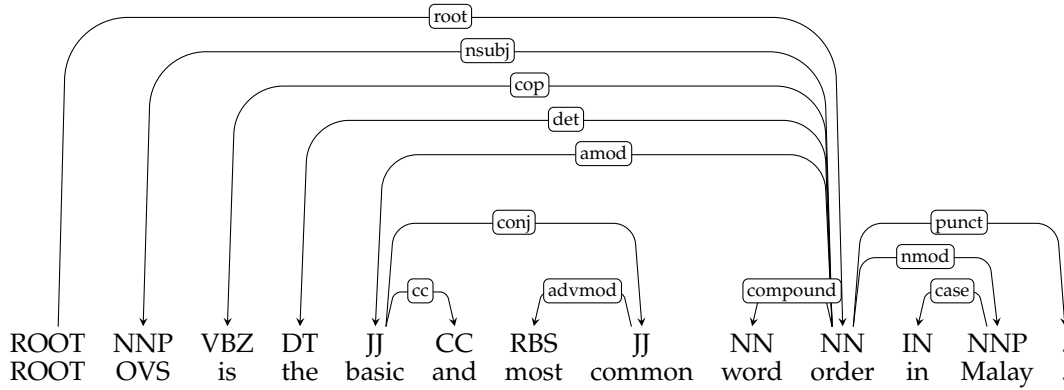 root
nsubj
cop
det
amod
conj punct
nmod
cc advmod compound case
ROOT NNP VBZ DT JJ CC RBS JJ NN NN IN NNP .
ROOT OVS is the basic and most common word order in Malay .